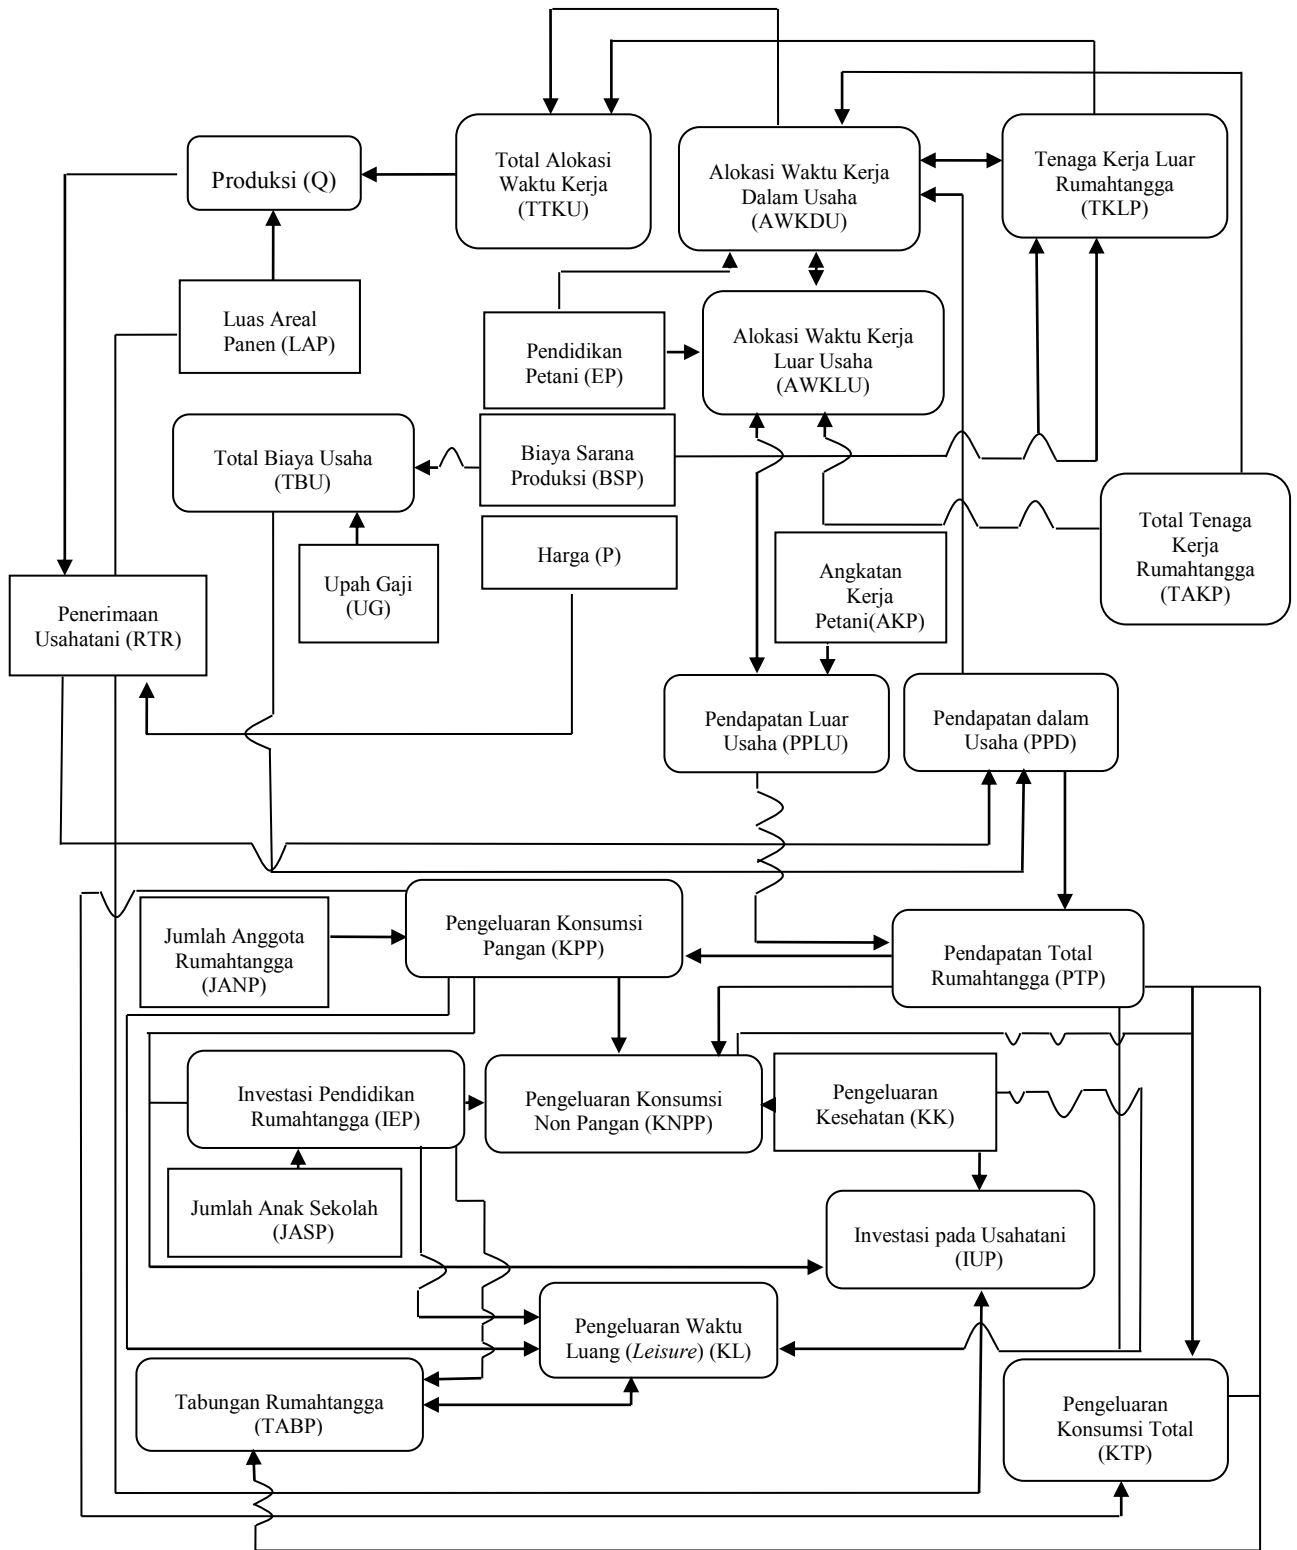 Produksi (Q)
Total Alokasi
Waktu Kerja
(TTKU)
Alokasi Waktu Kerja
Dalam Usaha
(AWKDU)
Tenaga Kerja Luar
Rumahtangga
(TKLP)
Luas Areal
Panen (LAP)
Pendidikan
Petani (EP)
Alokasi Waktu Kerja
Luar Usaha
(AWKLU)
Total Biaya Usaha
(TBU)
Biaya Sarana
Produksi (BSP)
Total Tenaga
Kerja
Rumahtangga
(TAKP)
Harga (P)
Upah Gaji
(UG)
Angkatan
Kerja
Petani(AKP)
Penerimaan
Usahatani (RTR)
Pendapatan Luar
Usaha (PPLU)
Pendapatan dalam
Usaha (PPD)
Jumlah Anggota
Rumahtangga
(JANP)
Pengeluaran Konsumsi
Pangan (KPP)
Pendapatan Total
Rumahtangga (PTP)
Investasi Pendidikan
Rumahtangga (IEP)
Pengeluaran Konsumsi
Non Pangan (KNPP)
Pengeluaran
Kesehatan (KK)
Jumlah Anak Sekolah
(JASP)
Investasi pada Usahatani
(IUP)
Pengeluaran Waktu
Luang (Leisure) (KL)
Tabungan Rumahtangga
(TABP)
Pengeluaran
Konsumsi Total
(KTP)